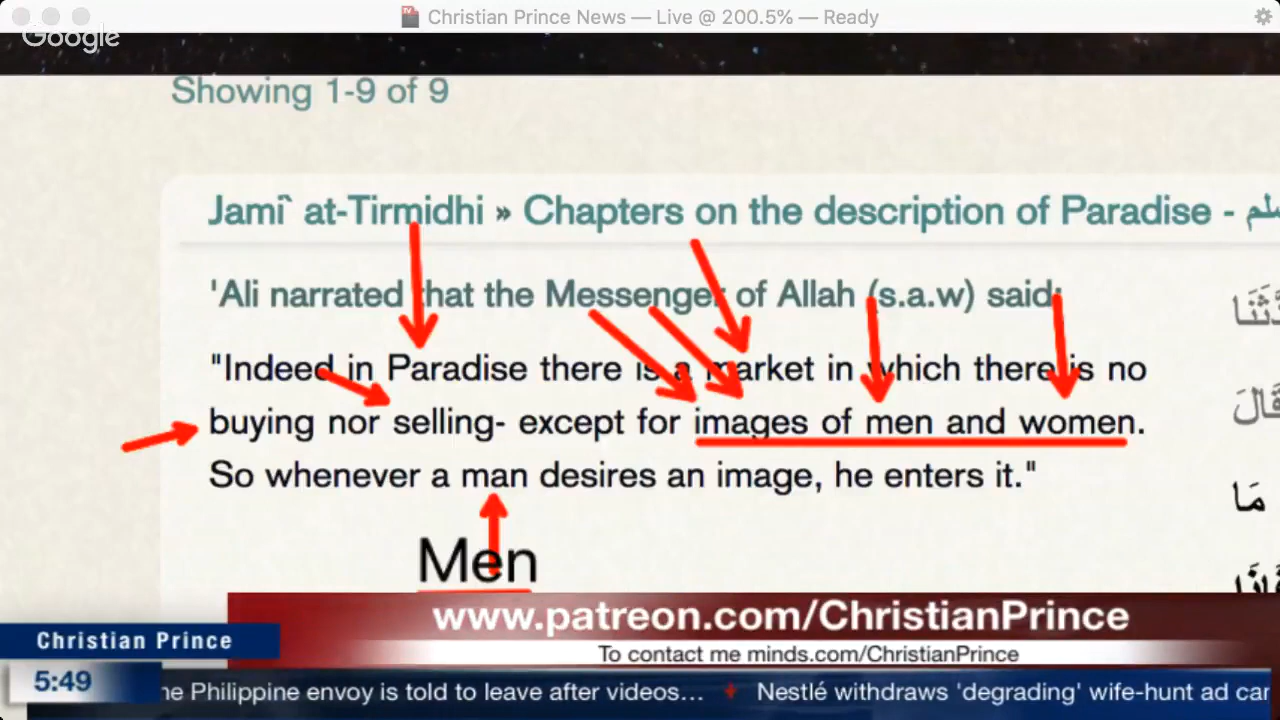 Christian Prince News — Live @ 200.5% — Ready
Google
Showing 1-9 of 9
Jami` at-Tirmidhi » Chapters on the description of Paradise -
'Ali narrated that the Messenger of Allah (s.a.w) said:
"Indeed in Paradise there is a market in which there is no
buying nor selling- except for images of men and women.
So whenever a man desires an image, he enters it."
مَا
Men
www.patreon.com/ChristianPrince
Christian Prince
To contact me minds.com/ChristianPrince
5:49
he Philippine envoy is told to leave after videos... Nestlé withdraws 'degrading' wife-hunt ad